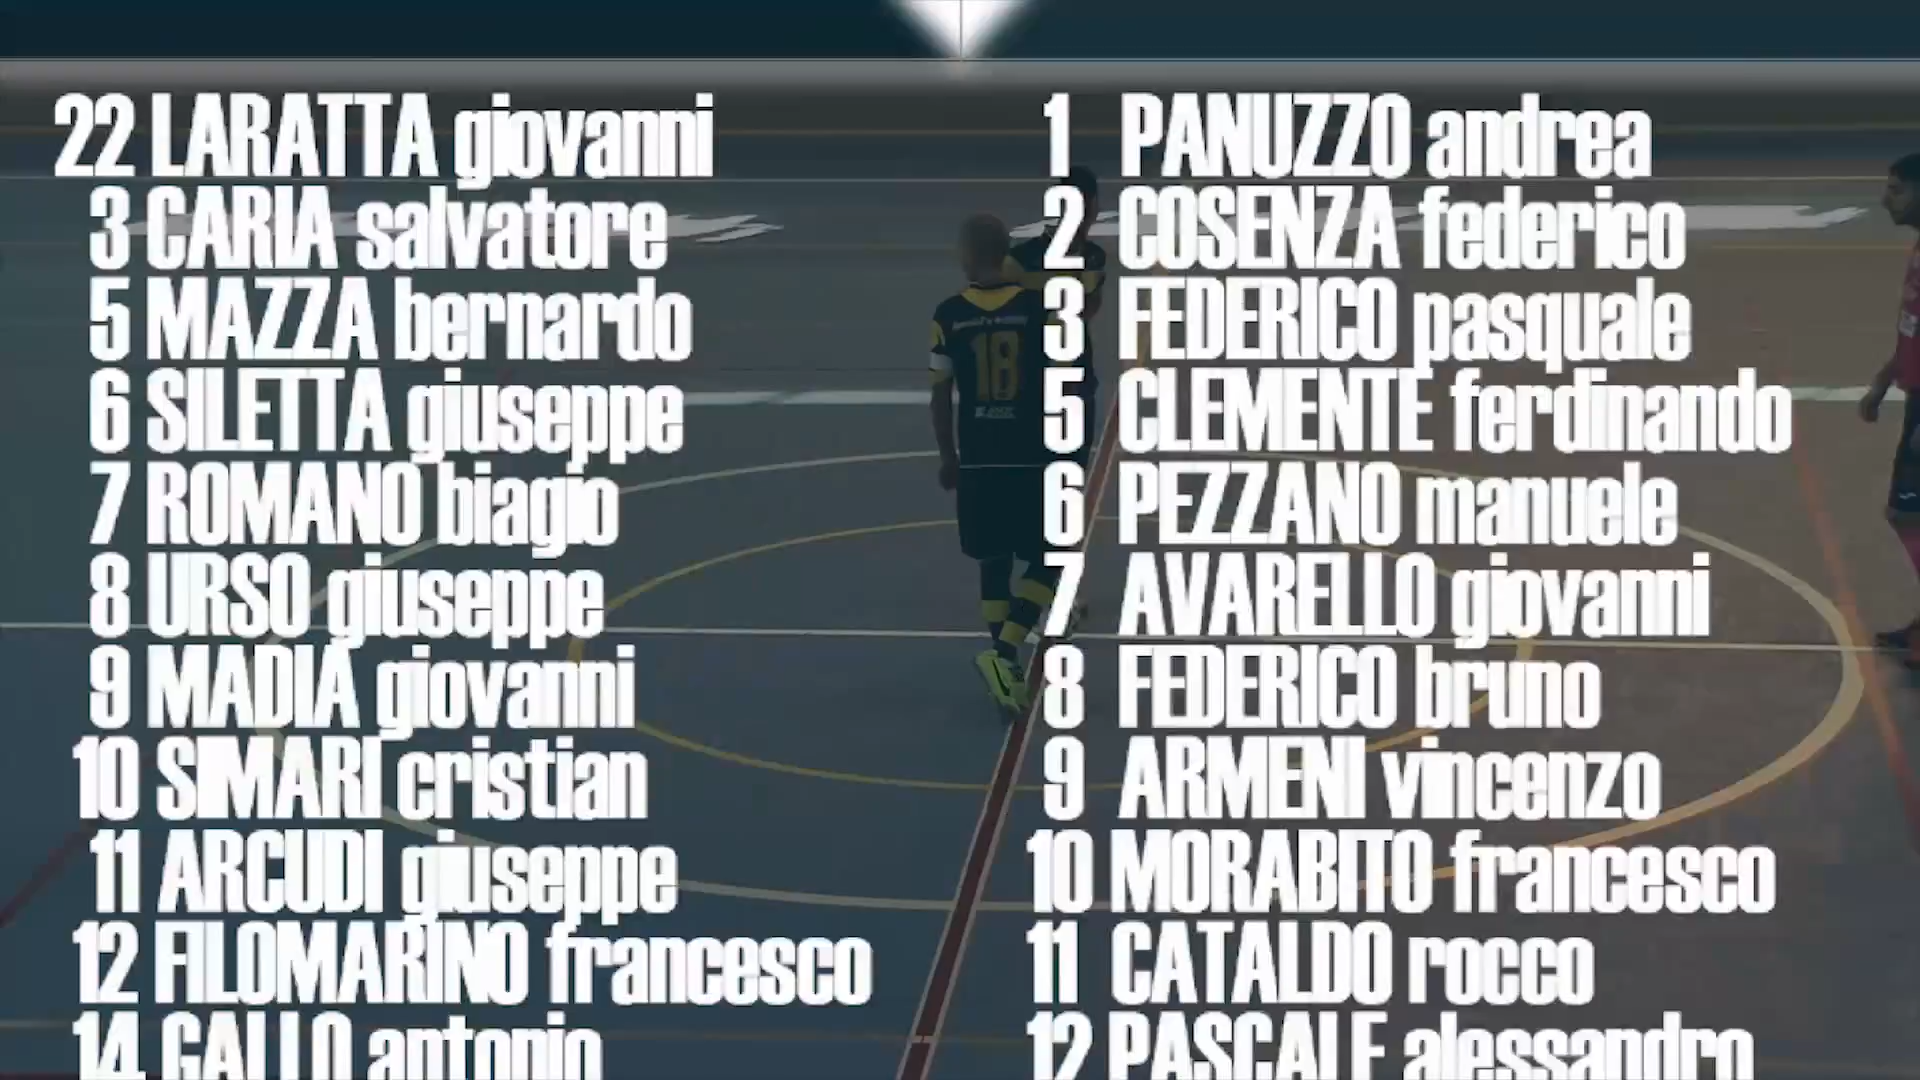 22 LARATTA giovanni
3 CARIA salvatore
5 MAZZA bernardo
6 SILETTA giuseppe
7 ROMANO biagio
8 URSO giuseppe
9 MADIA giovanni
10 SIMARI cristian
11 ARCUDI giuseppe
12 FILOMARINO francesco
14 GALLO antonio
1 PANUZZO andrea
2 COSENZA federico
3 FEDERICO pasquale
5 CLEMENTE ferdinando
6 PEZZANO manuele
7 AVARELLO giovanni
8 FEDERICO bruno
9 ARMENI vincenzo
10 MORABITO francesco
11 CATALDO rocco
12 PASCALE alessandro
18